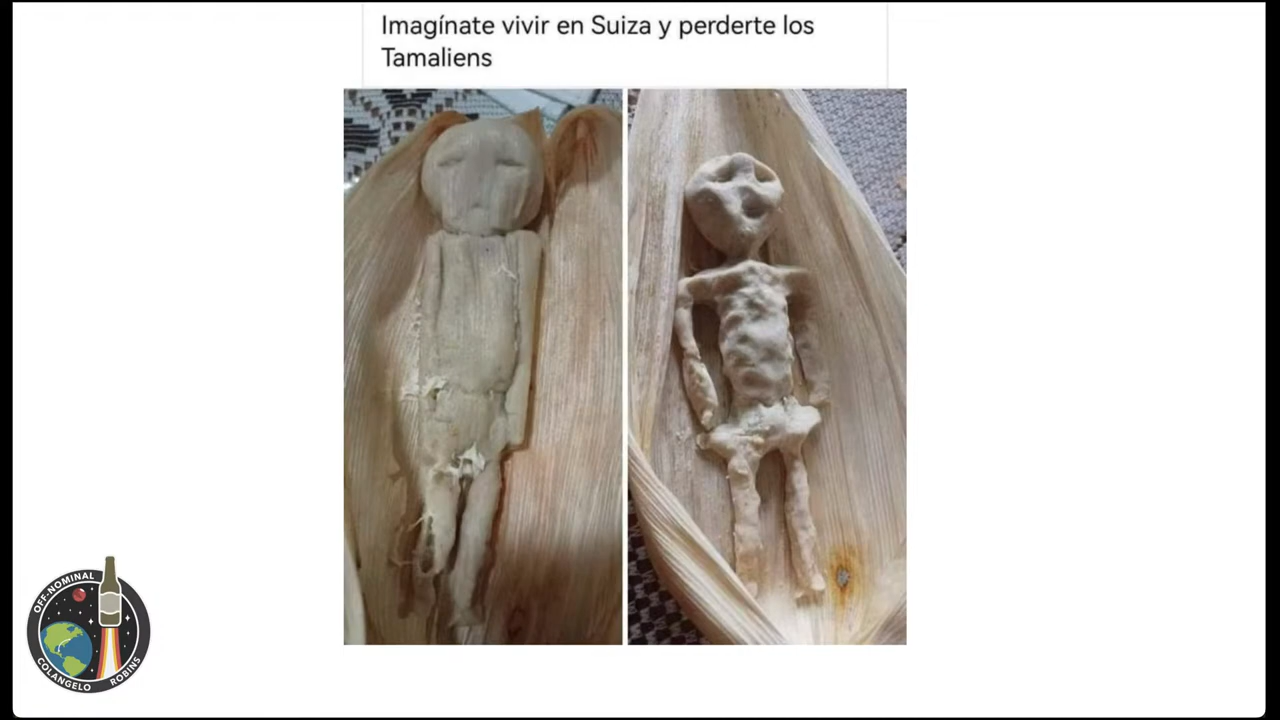 Imagínate vivir en Suiza y perderte los
Tamaliens
OFF-NOMINAL
COLANGELO
ROBINS